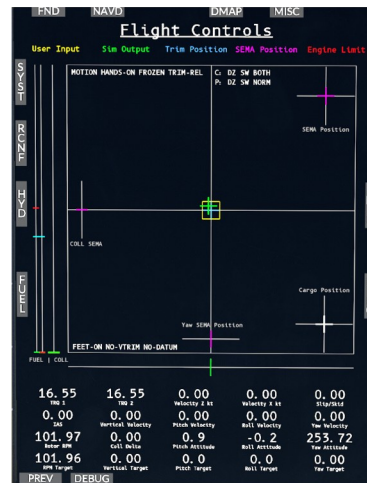 FND NAVD DMAP MISC
Flight Controls
User Input Sim Output Trim Position SEMA Position Engine Limit
SYST
RCNF
HYD
FUEL
MOTION HANDS-ON FROZEN TRIM-REL
C: DZ SW BOTH
P: DZ SW NORM
SEMA Position
COLL SEMA
Cargo Position
Yaw SEMA Position
FEET-ON NO-VTRIM NO-DATUM
FUEL | COLL
16.55 16.55 0.00 0.00 0.00
TRQ 1 TRQ 2 Velocity Z kt Velocity X kt Slip/Skid
0.00 0.00 0.00 0.00 0.00
IAS Vertical Velocity Pitch Velocity Roll Velocity Yaw Velocity
101.97 0.00 0.9 -0.2 253.72
Rotor RPM Coll Delta Pitch Attitude Roll Attitude Yaw Attitude
101.96 0.00 0.0 0.0 0.00
RPM Target Vertical Target Pitch Target Roll Target Yaw Target
PREV DEBUG